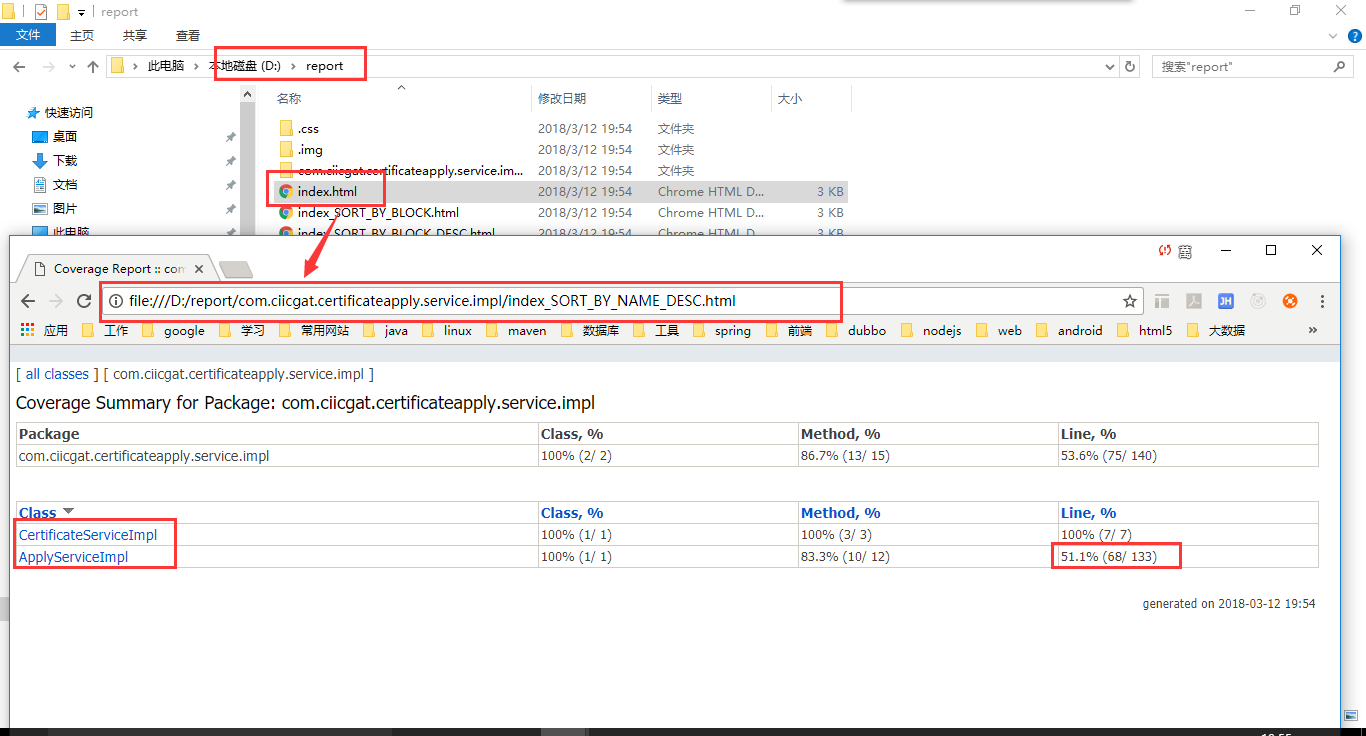 report
文件 主页 共享 查看
此电脑 本地磁盘 (D:) report 搜索"report"
快速访问
桌面
下载
文档
图片
此电脑
名称 修改日期 类型 大小
.css 2018/3/12 19:54 文件夹
.img 2018/3/12 19:54 文件夹
com.ciicgat.certificateapply.service.im... 2018/3/12 19:54 文件夹
index.html 2018/3/12 19:54 Chrome HTML D... 3 KB
index_SORT_BY_BLOCK.html 2018/3/12 19:54 Chrome HTML D... 3 KB
index_SORT_BY_BLOCK_DESC.html 2018/3/12 19:54 Chrome HTML D... 3 KB
Coverage Report :: con
file:///D:/report/com.ciicgat.certificateapply.service.impl/index_SORT_BY_NAME_DESC.html JH
应用 工作 google 学习 常用网站 java linux maven 数据库 工具 spring 前端 dubbo nodejs web android html5 大数据 »
[ all classes ] [ com.ciicgat.certificateapply.service.impl ]
Coverage Summary for Package: com.ciicgat.certificateapply.service.impl
Package Class, % Method, % Line, %
com.ciicgat.certificateapply.service.impl 100% (2/ 2) 86.7% (13/ 15) 53.6% (75/ 140)
Class Class, % Method, % Line, %
CertificateServiceImpl 100% (1/ 1) 100% (3/ 3) 100% (7/ 7)
ApplyServiceImpl 100% (1/ 1) 83.3% (10/ 12) 51.1% (68/ 133)
generated on 2018-03-12 19:54